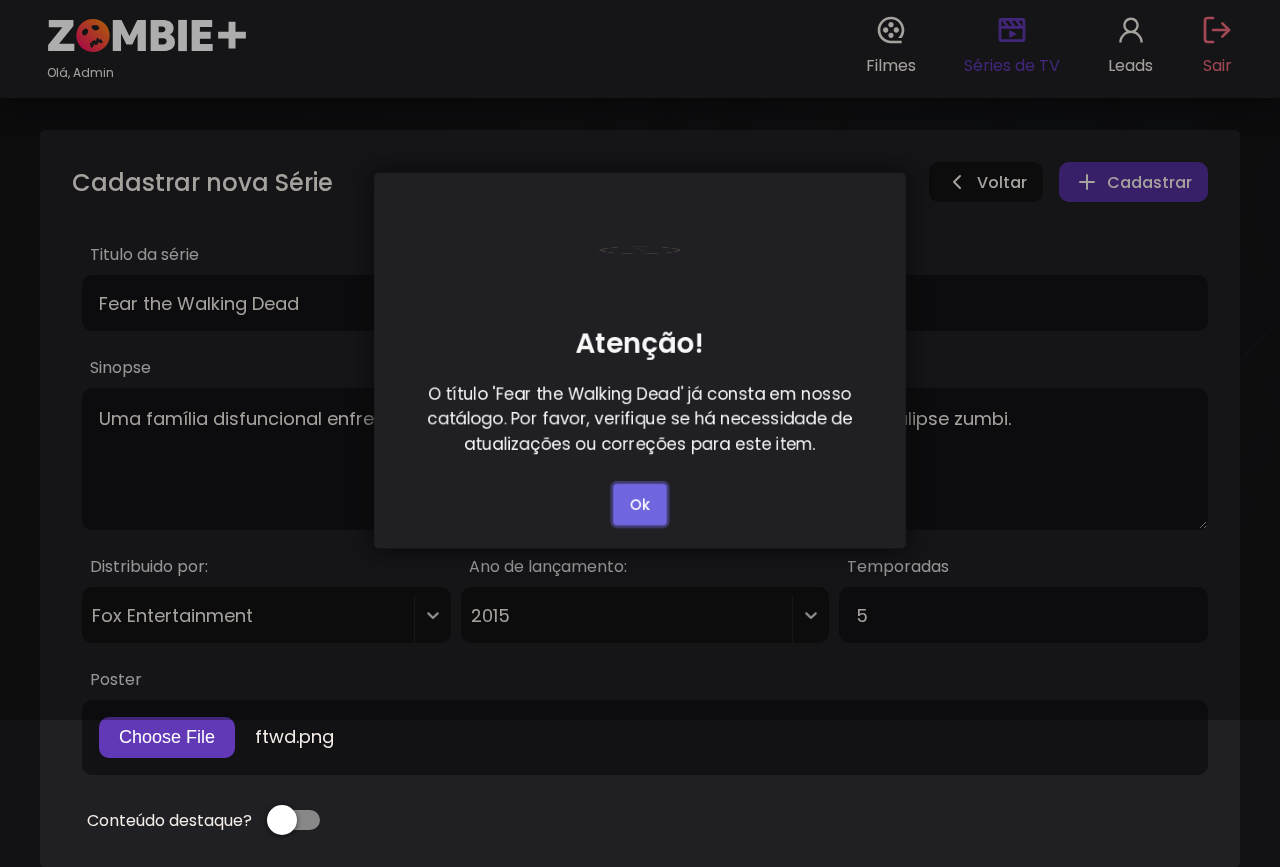 ZOMBIE+
Olá, Admin
Filmes
Séries de TV
Leads
Sair
Cadastrar nova Série
Voltar
Cadastrar
Titulo da série
Fear the Walking Dead
Atenção!
O título 'Fear the Walking Dead' já consta em nosso
catálogo. Por favor, verifique se há necessidade de
atualizações ou correções para este item.
Ok
Sinopse
Uma família disfuncional
zumbi.
Distribuido por:
Ano de lançamento:
Temporadas
Fox Entertainment
2015
5
Poster
Choose File
ftwd.png
Conteúdo destaque?